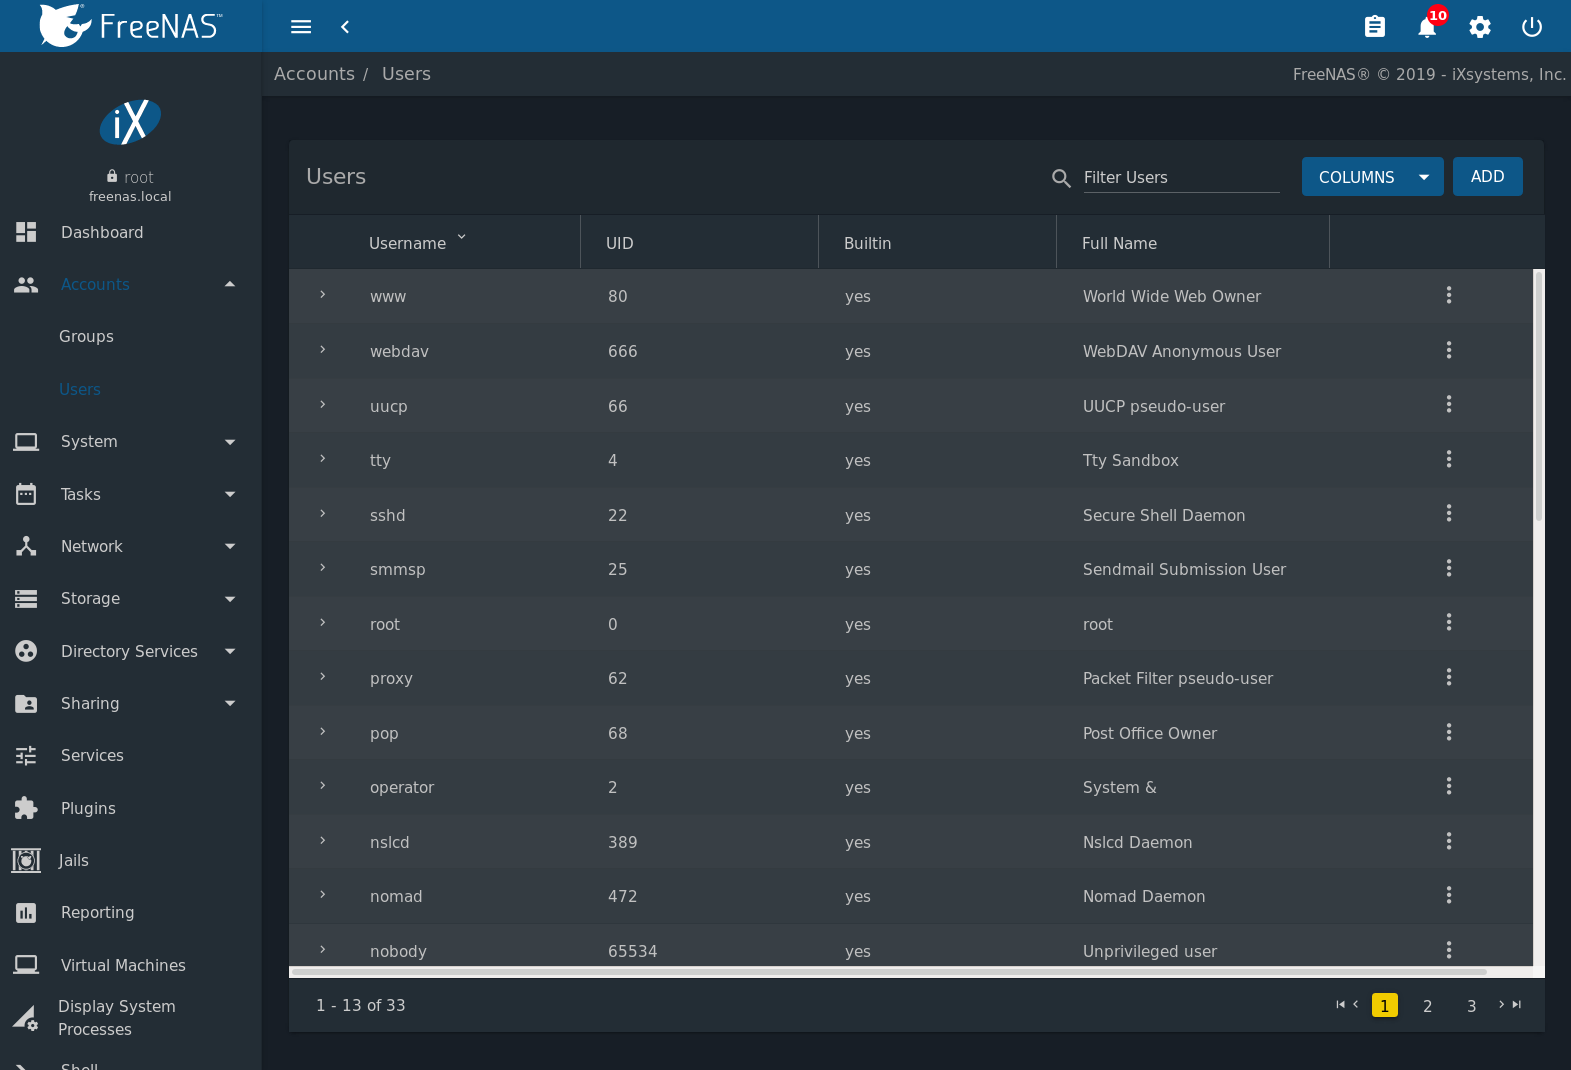 FreeNAS™
10
Accounts / Users
FreeNAS® © 2019 - iXsystems, Inc.
iX
root
freenas.local
Dashboard
Accounts
Groups
Users
System
Tasks
Network
Storage
Directory Services
Sharing
Services
Plugins
Jails
Reporting
Virtual Machines
Display System
Processes
Shell
Users
Filter Users
COLUMNS
ADD
Username UID Builtin Full Name
www 80 yes World Wide Web Owner
webdav 666 yes WebDAV Anonymous User
uucp 66 yes UUCP pseudo-user
tty 4 yes Tty Sandbox
sshd 22 yes Secure Shell Daemon
smmsp 25 yes Sendmail Submission User
root 0 yes root
proxy 62 yes Packet Filter pseudo-user
pop 68 yes Post Office Owner
operator 2 yes System &
nslcd 389 yes Nslcd Daemon
nomad 472 yes Nomad Daemon
nobody 65534 yes Unprivileged user
1 - 13 of 33
1 2 3